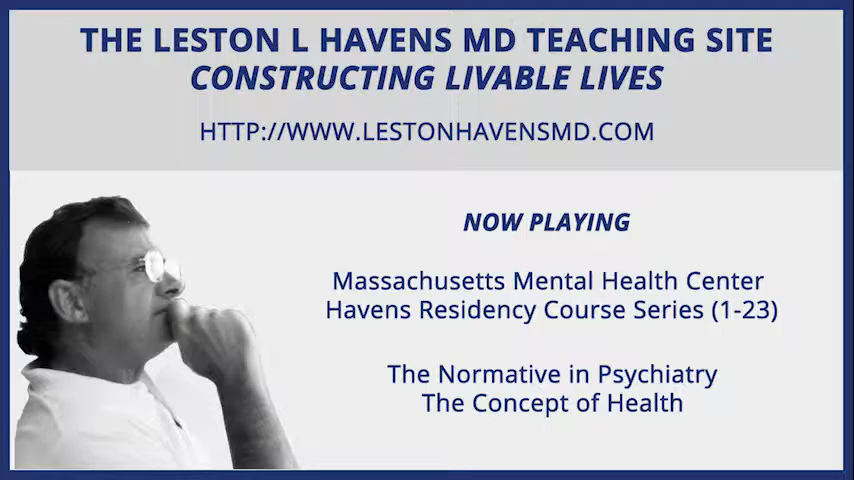 THE LESTON L HAVENS MD TEACHING SITE
CONSTRUCTING LIVABLE LIVES
HTTP://WWW.LESTONHAVENSMD.COM
NOW PLAYING
Massachusetts Mental Health Center
Havens Residency Course Series (1-23)
The Normative in Psychiatry
The Concept of Health